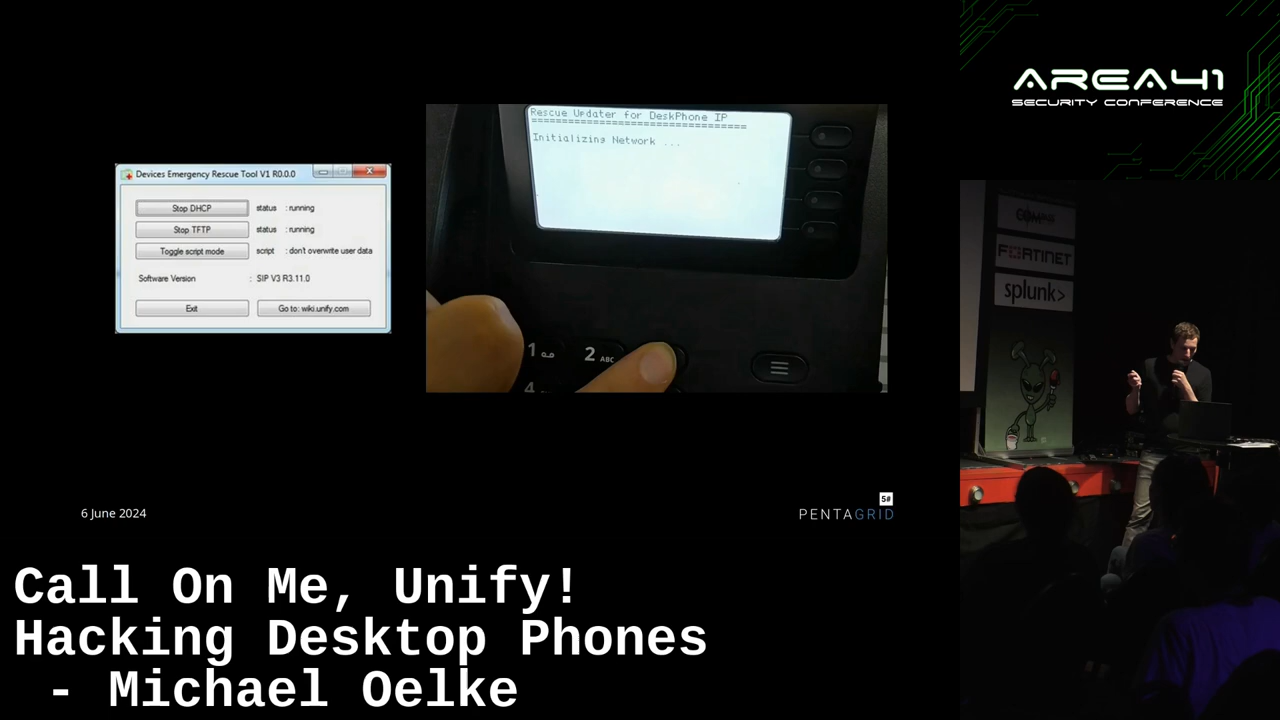 AREA41
SECURITY CONFERENCE
Rescue Updater for DeskPhone IP
==================================
Initializing Network ...
Devices Emergency Rescue Tool V1 R0.0.0
Stop DHCP status : running
Stop TFTP status : running
Toggle script mode script : don't overwrite user data
Software Version : SIP V3 R3.11.0
Exit Go to: wiki.unify.com
1 2 ABC
4
FORTINET
splunk>
6 June 2024
5#
PENTAGRID
Call On Me, Unify!
Hacking Desktop Phones
- Michael Oelke